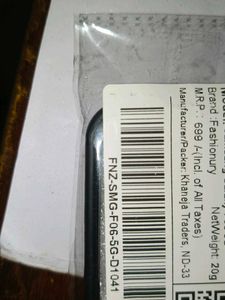 Brand :Fashionury NetWeight: 20g
M.R.P : 699 /-(Incl. of All Taxes)
Manufacturer/Packer: Khaneja Traders, ND-33
FNZ-SMG-F06-5G-D1041